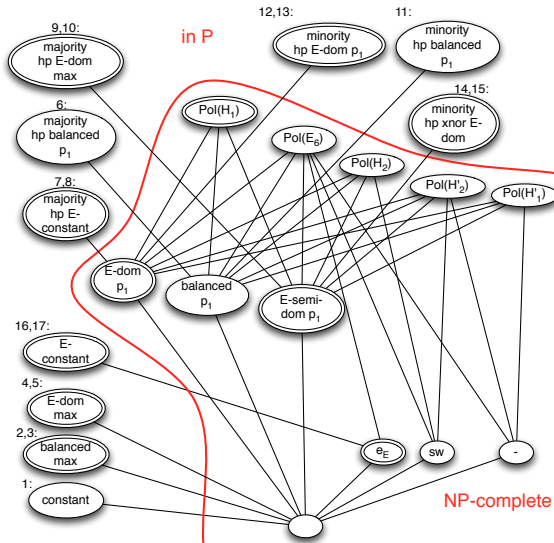 9,10:
majority
hp E-dom
max
in P
12,13:
minority
hp E-dom p1
11:
minority
hp balanced
p1
6:
majority
hp balanced
p1
14,15:
minority
hp xnor E-
dom
Pol(H1)
Pol(E6)
Pol(H2)
Pol(H'2)
Pol(H'1)
7,8:
majority
hp E-
constant
E-dom
p1
balanced
p1
E-semi-
dom p1
16,17:
E-
constant
4,5:
E-dom
max
2,3:
balanced
max
1:
constant
eE
sw
-
NP-complete